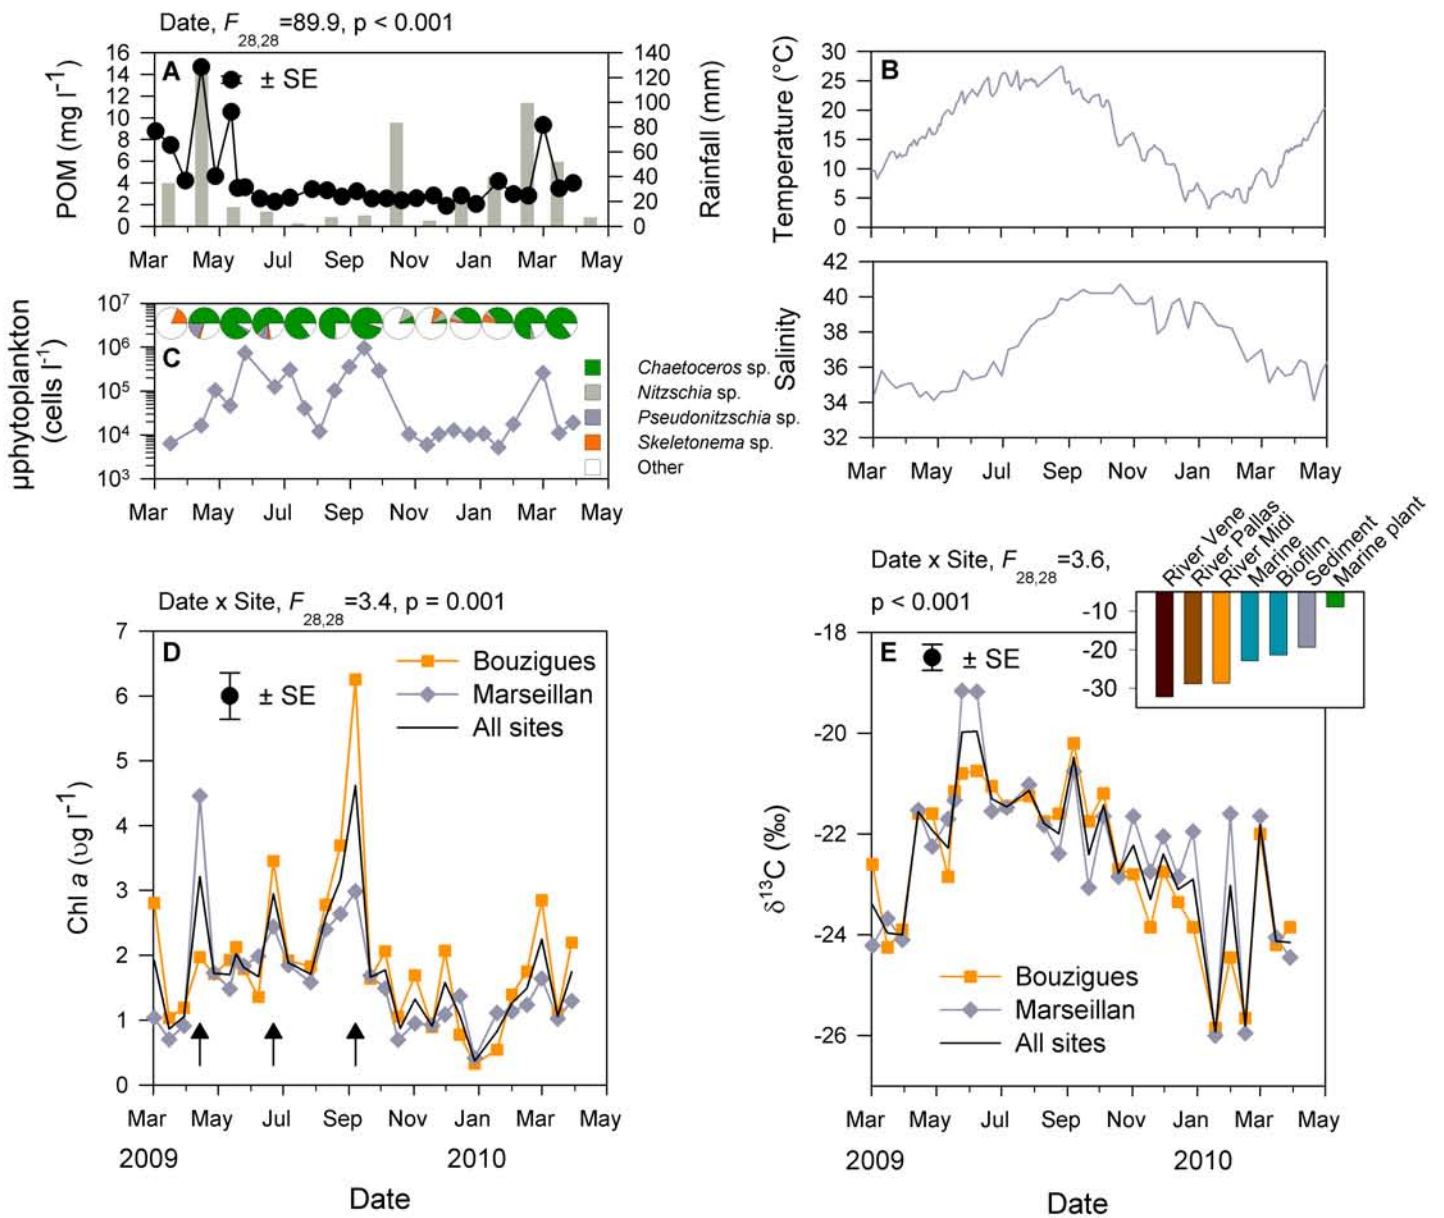 Date, F28,28=89.9, p < 0.001
A
± SE
POM (mg l-1)
Rainfall (mm)
16
14
12
10
8
6
4
2
0
140
120
100
80
60
40
20
0
Mar May Jul Sep Nov Jan Mar May
B
Temperature (°C)
30
25
20
15
10
5
0
Salinity
42
40
38
36
34
32
Mar May Jul Sep Nov Jan Mar May
C
µphytoplankton
(cells l-1)
10⁷
10⁶
10⁵
10⁴
10³
Chaetoceros sp.
Nitzschia sp.
Pseudonitzschia sp.
Skeletonema sp.
Other
Mar May Jul Sep Nov Jan Mar May
Date x Site, F28,28=3.4, p = 0.001
D
± SE
Bouzigues
Marseillan
All sites
Chl a (υg l-1)
7
6
5
4
3
2
1
0
Mar May Jul Sep Nov Jan Mar May
2009 2010
Date
Date x Site, F28,28=3.6,
p < 0.001
River Vene
River Pallas
River Midi
Marine
Biofilm
Sediment
Marine plant
-10
-20
-30
E
± SE
δ13C (‰)
-18
-20
-22
-24
-26
Bouzigues
Marseillan
All sites
Mar May Jul Sep Nov Jan Mar May
2009 2010
Date